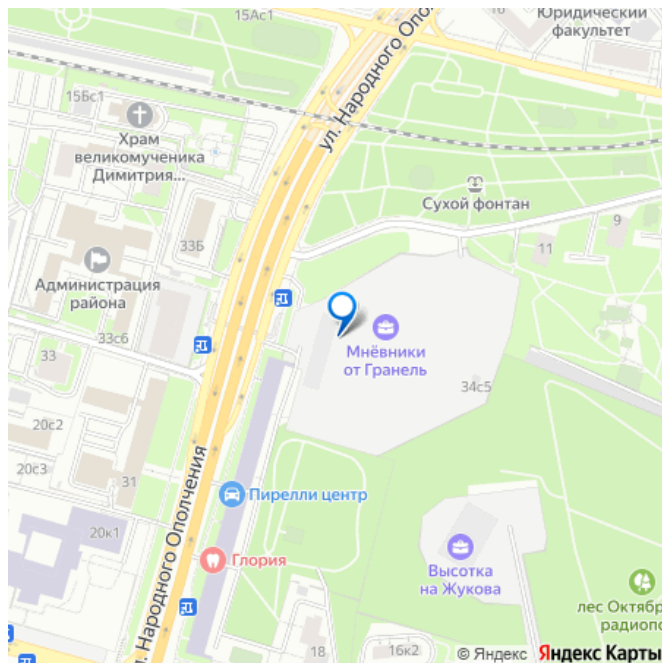 15Ас1
16
Юридический
факультет
ул. Народного Опо
15Бс1
Храм
великомученика
Димитрия...
Сухой фонтан
33Б
9
11
Администрация
района
Мнёвники
от Гранель
33с6
33
34с5
20с2
20с3
31
Пирелли центр
20к1
Глория
ул. Народного Ополчения
Высотка
на Жукова
лес Октябр
радиопо
18
16к2
© Яндекс Яндекс Карты